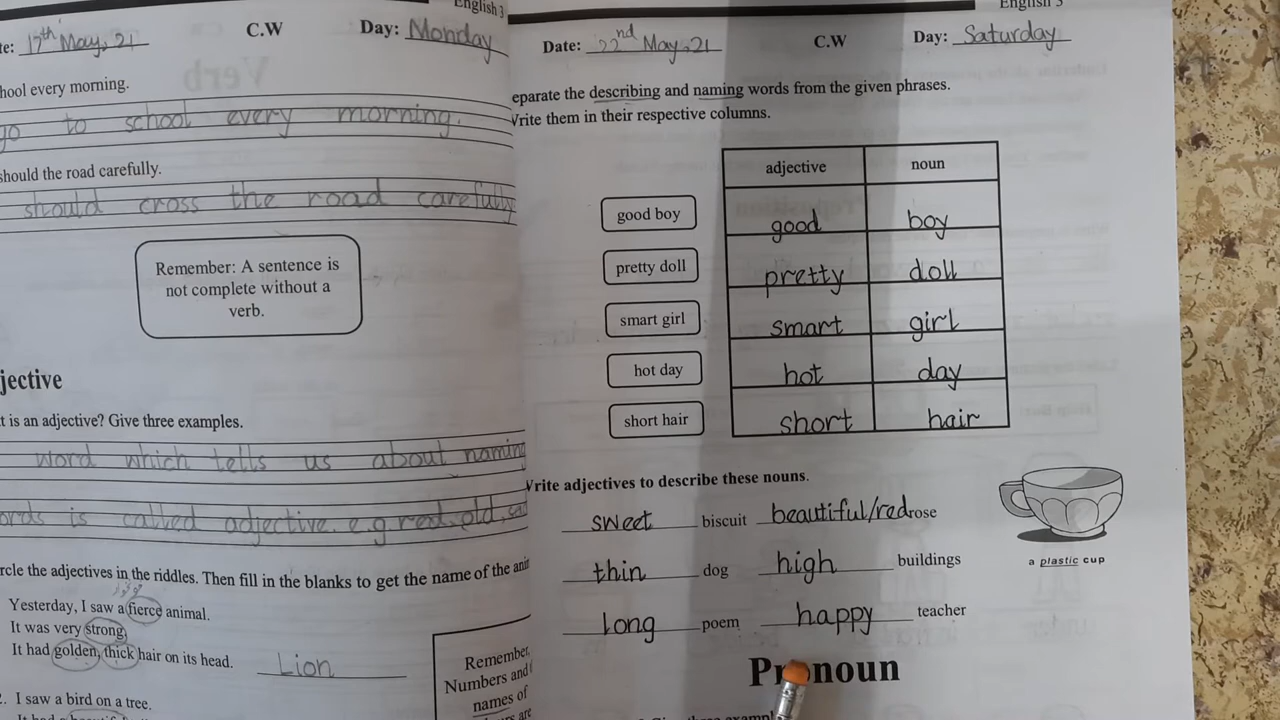 English 3
te: 17th May, 21 C.W Day: Monday
hool every morning.
go to school every morning.
should the road carefully.
should cross the road carefully
Remember: A sentence is
not complete without a
verb.
jective
t is an adjective? Give three examples.
word which tells us about naming
ords is called adjective. e.g red, old,
rcle the adjectives in the riddles. Then fill in the blanks to get the name of the ani
Yesterday, I saw a fierce animal.
It was very strong,
It had golden, thick hair on its head. Lion
2. I saw a bird on a tree.
Remember,
Numbers and
names of
English 3
Date: 22nd May, 21 C.W Day: Saturday
eparate the describing and naming words from the given phrases.
Write them in their respective columns.
adjective noun
good boy good boy
pretty doll pretty doll
smart girl smart girl
hot day hot day
short hair short hair
Write adjectives to describe these nouns.
sweet biscuit beautiful/red rose
thin dog high buildings
long poem happy teacher
a plastic cup
Pronoun